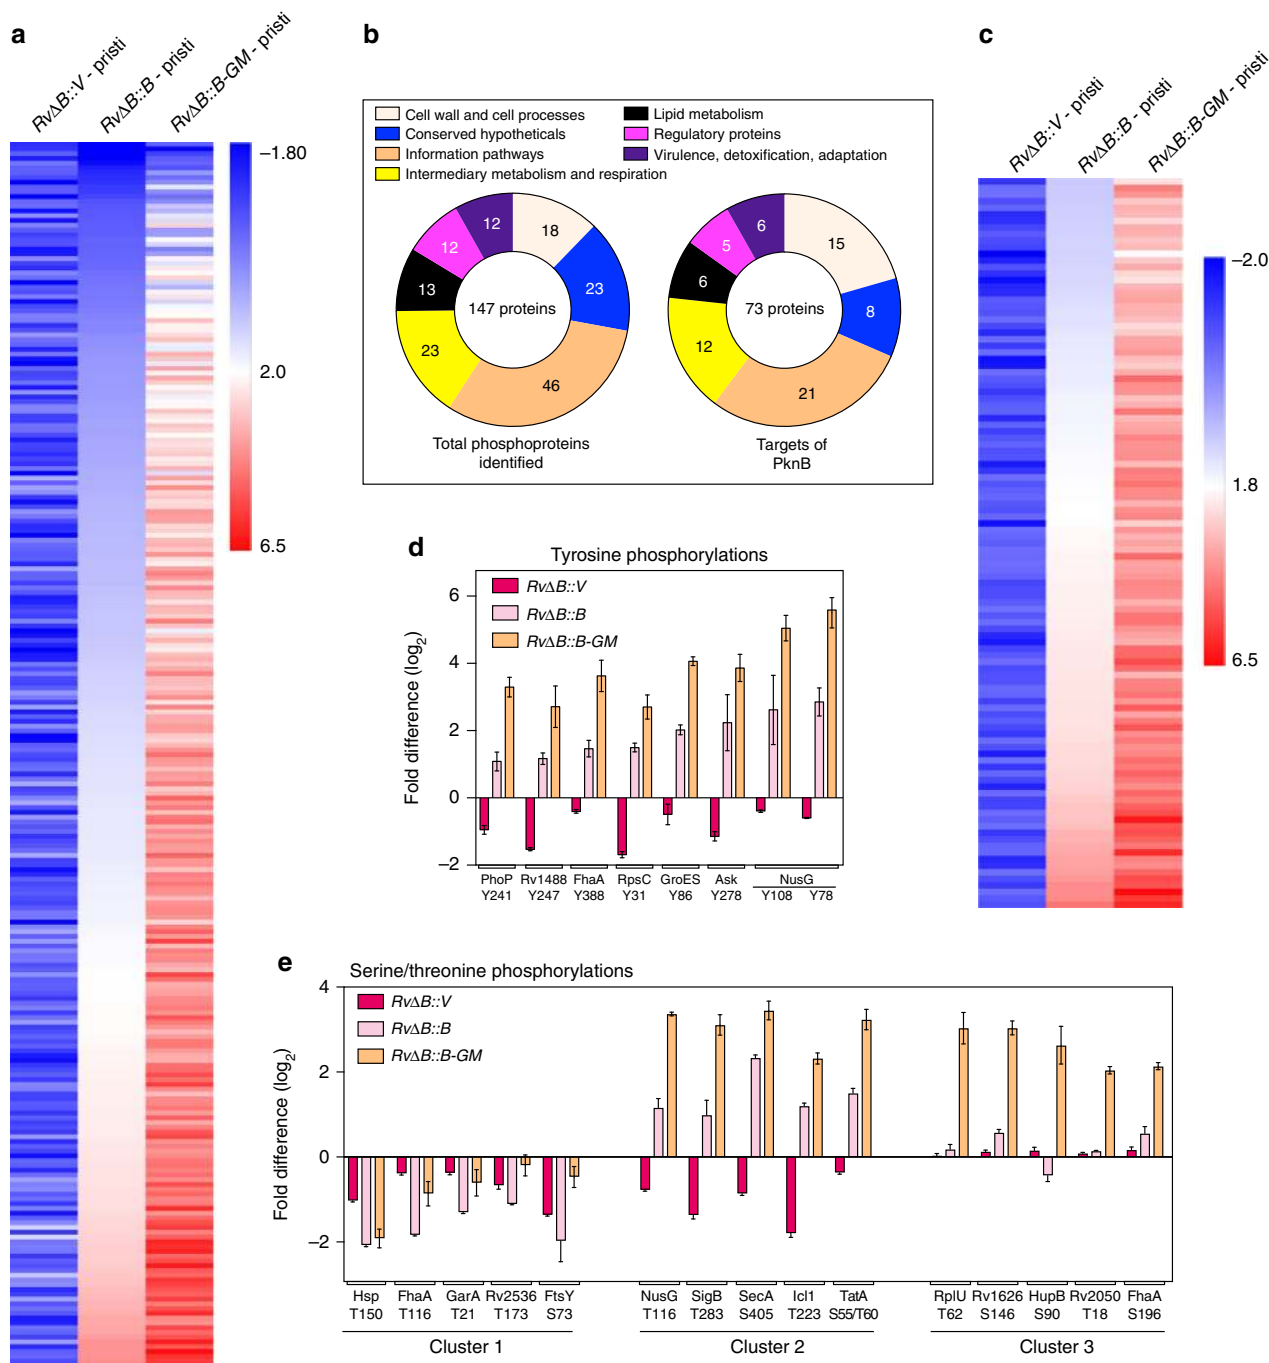 a
RvΔB::V - pristi
RvΔB::B - pristi
RvΔB::B-GM - pristi
−1.80
2.0
6.5
b
Cell wall and cell processes
Conserved hypotheticals
Information pathways
Intermediary metabolism and respiration
Lipid metabolism
Regulatory proteins
Virulence, detoxification, adaptation
12
18
12
23
13
147 proteins
23
46
Total phosphoproteins
identified
6
15
5
6
73 proteins
8
12
21
Targets of
PknB
c
RvΔB::V - pristi
RvΔB::B - pristi
RvΔB::B-GM - pristi
−2.0
1.8
6.5
d
Tyrosine phosphorylations
RvΔB::V
RvΔB::B
RvΔB::B-GM
Fold difference (log2)
6
4
2
0
−2
PhoP Rv1488 FhaA RpsC GroES Ask NusG
Y241 Y247 Y388 Y31 Y86 Y278 Y108 Y78
e
Serine/threonine phosphorylations
RvΔB::V
RvΔB::B
RvΔB::B-GM
Fold difference (log2)
4
2
0
−2
Hsp FhaA GarA Rv2536 FtsY NusG SigB SecA Icl1 TatA RplU Rv1626 HupB Rv2050 FhaA
T150 T116 T21 T173 S73 T116 T283 S405 T223 S55/T60 T62 S146 S90 T18 S196
Cluster 1 Cluster 2 Cluster 3